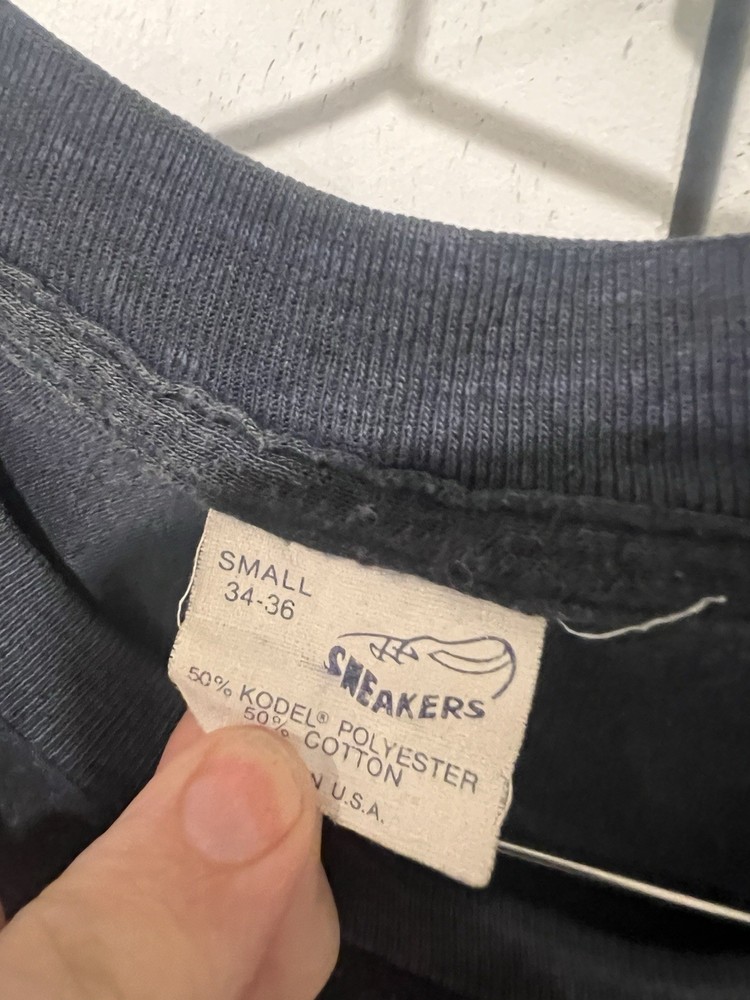 SMALL
34-36
SNEAKERS
50% KODEL® POLYESTER
50% COTTON
N U.S.A.